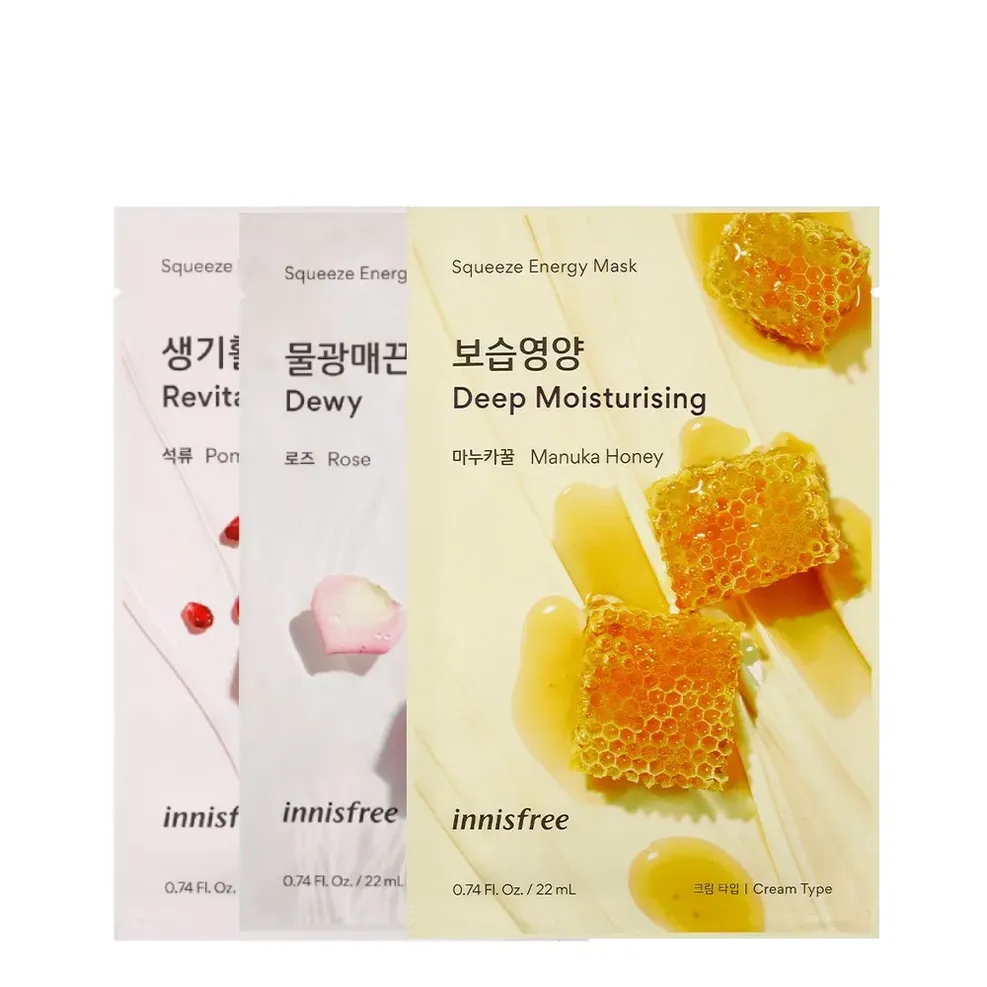 Squeeze
생기
Revita
석류 Pom
innisf
0.74 Fl. Oz.
Squeeze Energ
물광매끈
Dewy
로즈 Rose
innisfree
0.74 Fl. Oz. / 22 mL
Squeeze Energy Mask
보습영양
Deep Moisturising
마누카꿀 Manuka Honey
innisfree
0.74 Fl. Oz. / 22 mL
크림 타입 | Cream Type